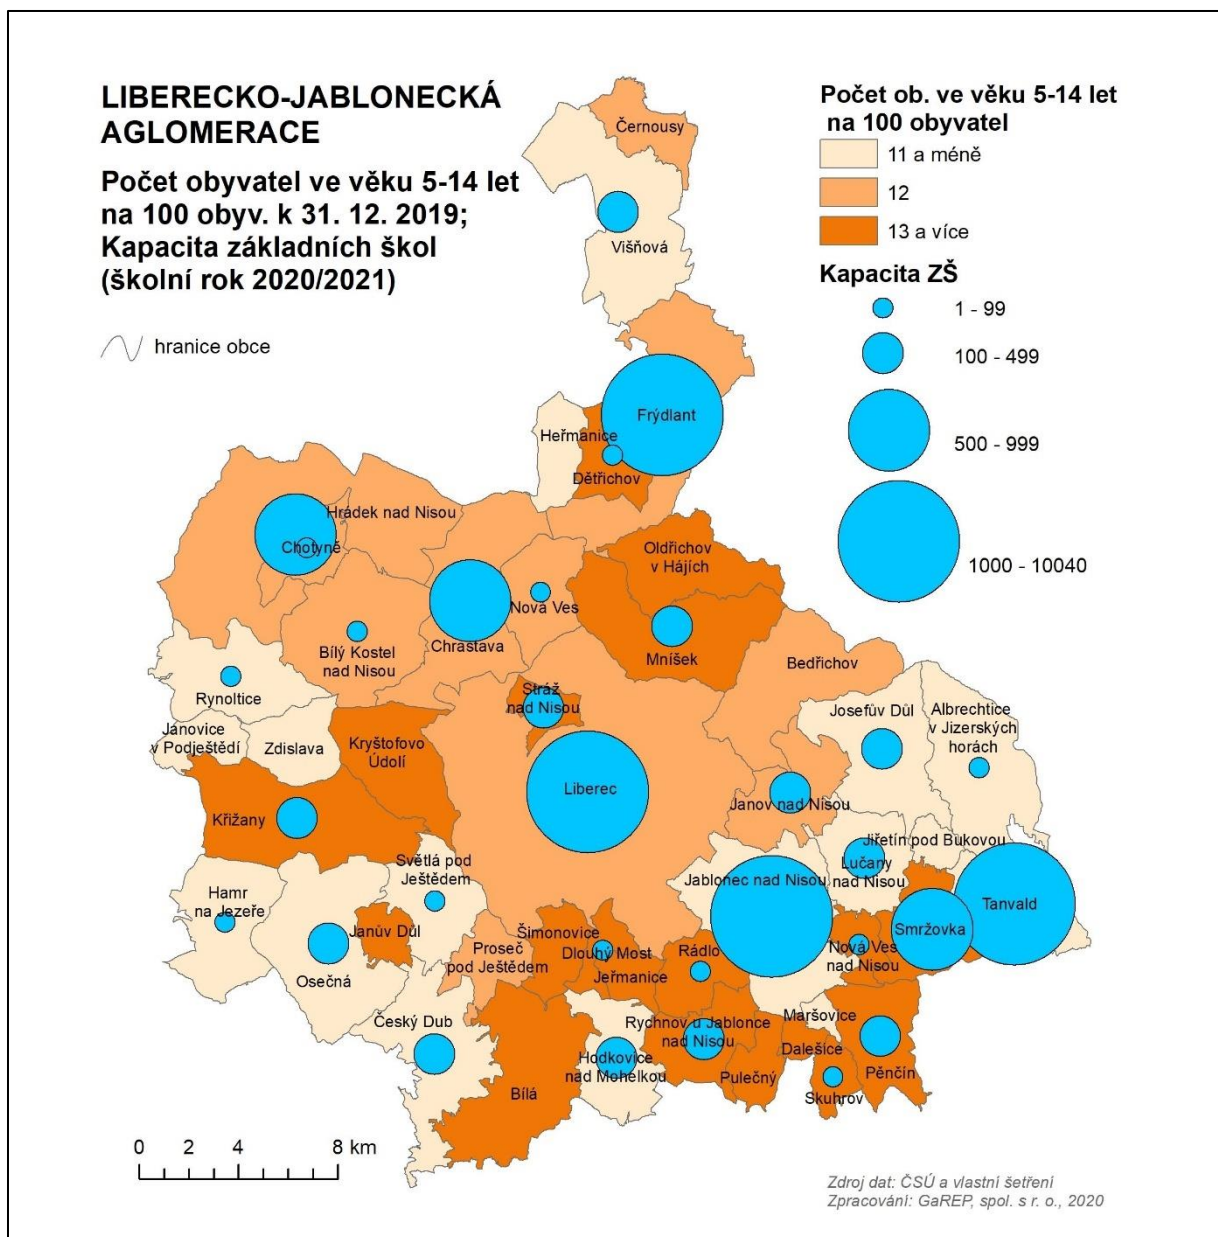 LIBERECKO-JABLONECKÁ
AGLOMERACE
Počet obyvatel ve věku 5-14 let
na 100 obyv. k 31. 12. 2019;
Kapacita základních škol
(školní rok 2020/2021)
hranice obce
Počet ob. ve věku 5-14 let
na 100 obyvatel
11 a méně
12
13 a více
Kapacita ZŠ
1 - 99
100 - 499
500 - 999
1000 - 10040
Černousy
Višňová
Frýdlant
Heřmanice
Dětřichov
Hrádek nad Nisou
Chotyně
Oldřichov
v Hájích
Nová Ves
Chrastava
Bílý Kostel
nad Nisou
Mníšek
Bedřichov
Rynoltice
Stráž
nad Nisou
Josefův Důl
Albrechtice
v Jizerských
horách
Janovice
v Podještědí
Zdislava
Kryštofovo
Údolí
Liberec
Janov nad Nisou
Křižany
Jiřetín pod Bukovou
Lučany
nad Nisou
Světlá pod
Ještědem
Jablonec nad Nisou
Hamr
na Jezeře
Tanvald
Smržovka
Janův Důl
Šimonovice
Proseč
pod Ještědem
Dlouhý Most
Rádlo
Nová Ves
nad Nisou
Jeřmanice
Osečná
Maršovice
Český Dub
Rychnov u Jablonce
nad Nisou
Dalešice
Hodkovice
nad Mohelkou
Pulečný
Pěnčín
Bílá
Skuhrov
0 2 4 8 km
Zdroj dat: ČSÚ a vlastní šetření
Zpracování: GaREP, spol. s r. o., 2020